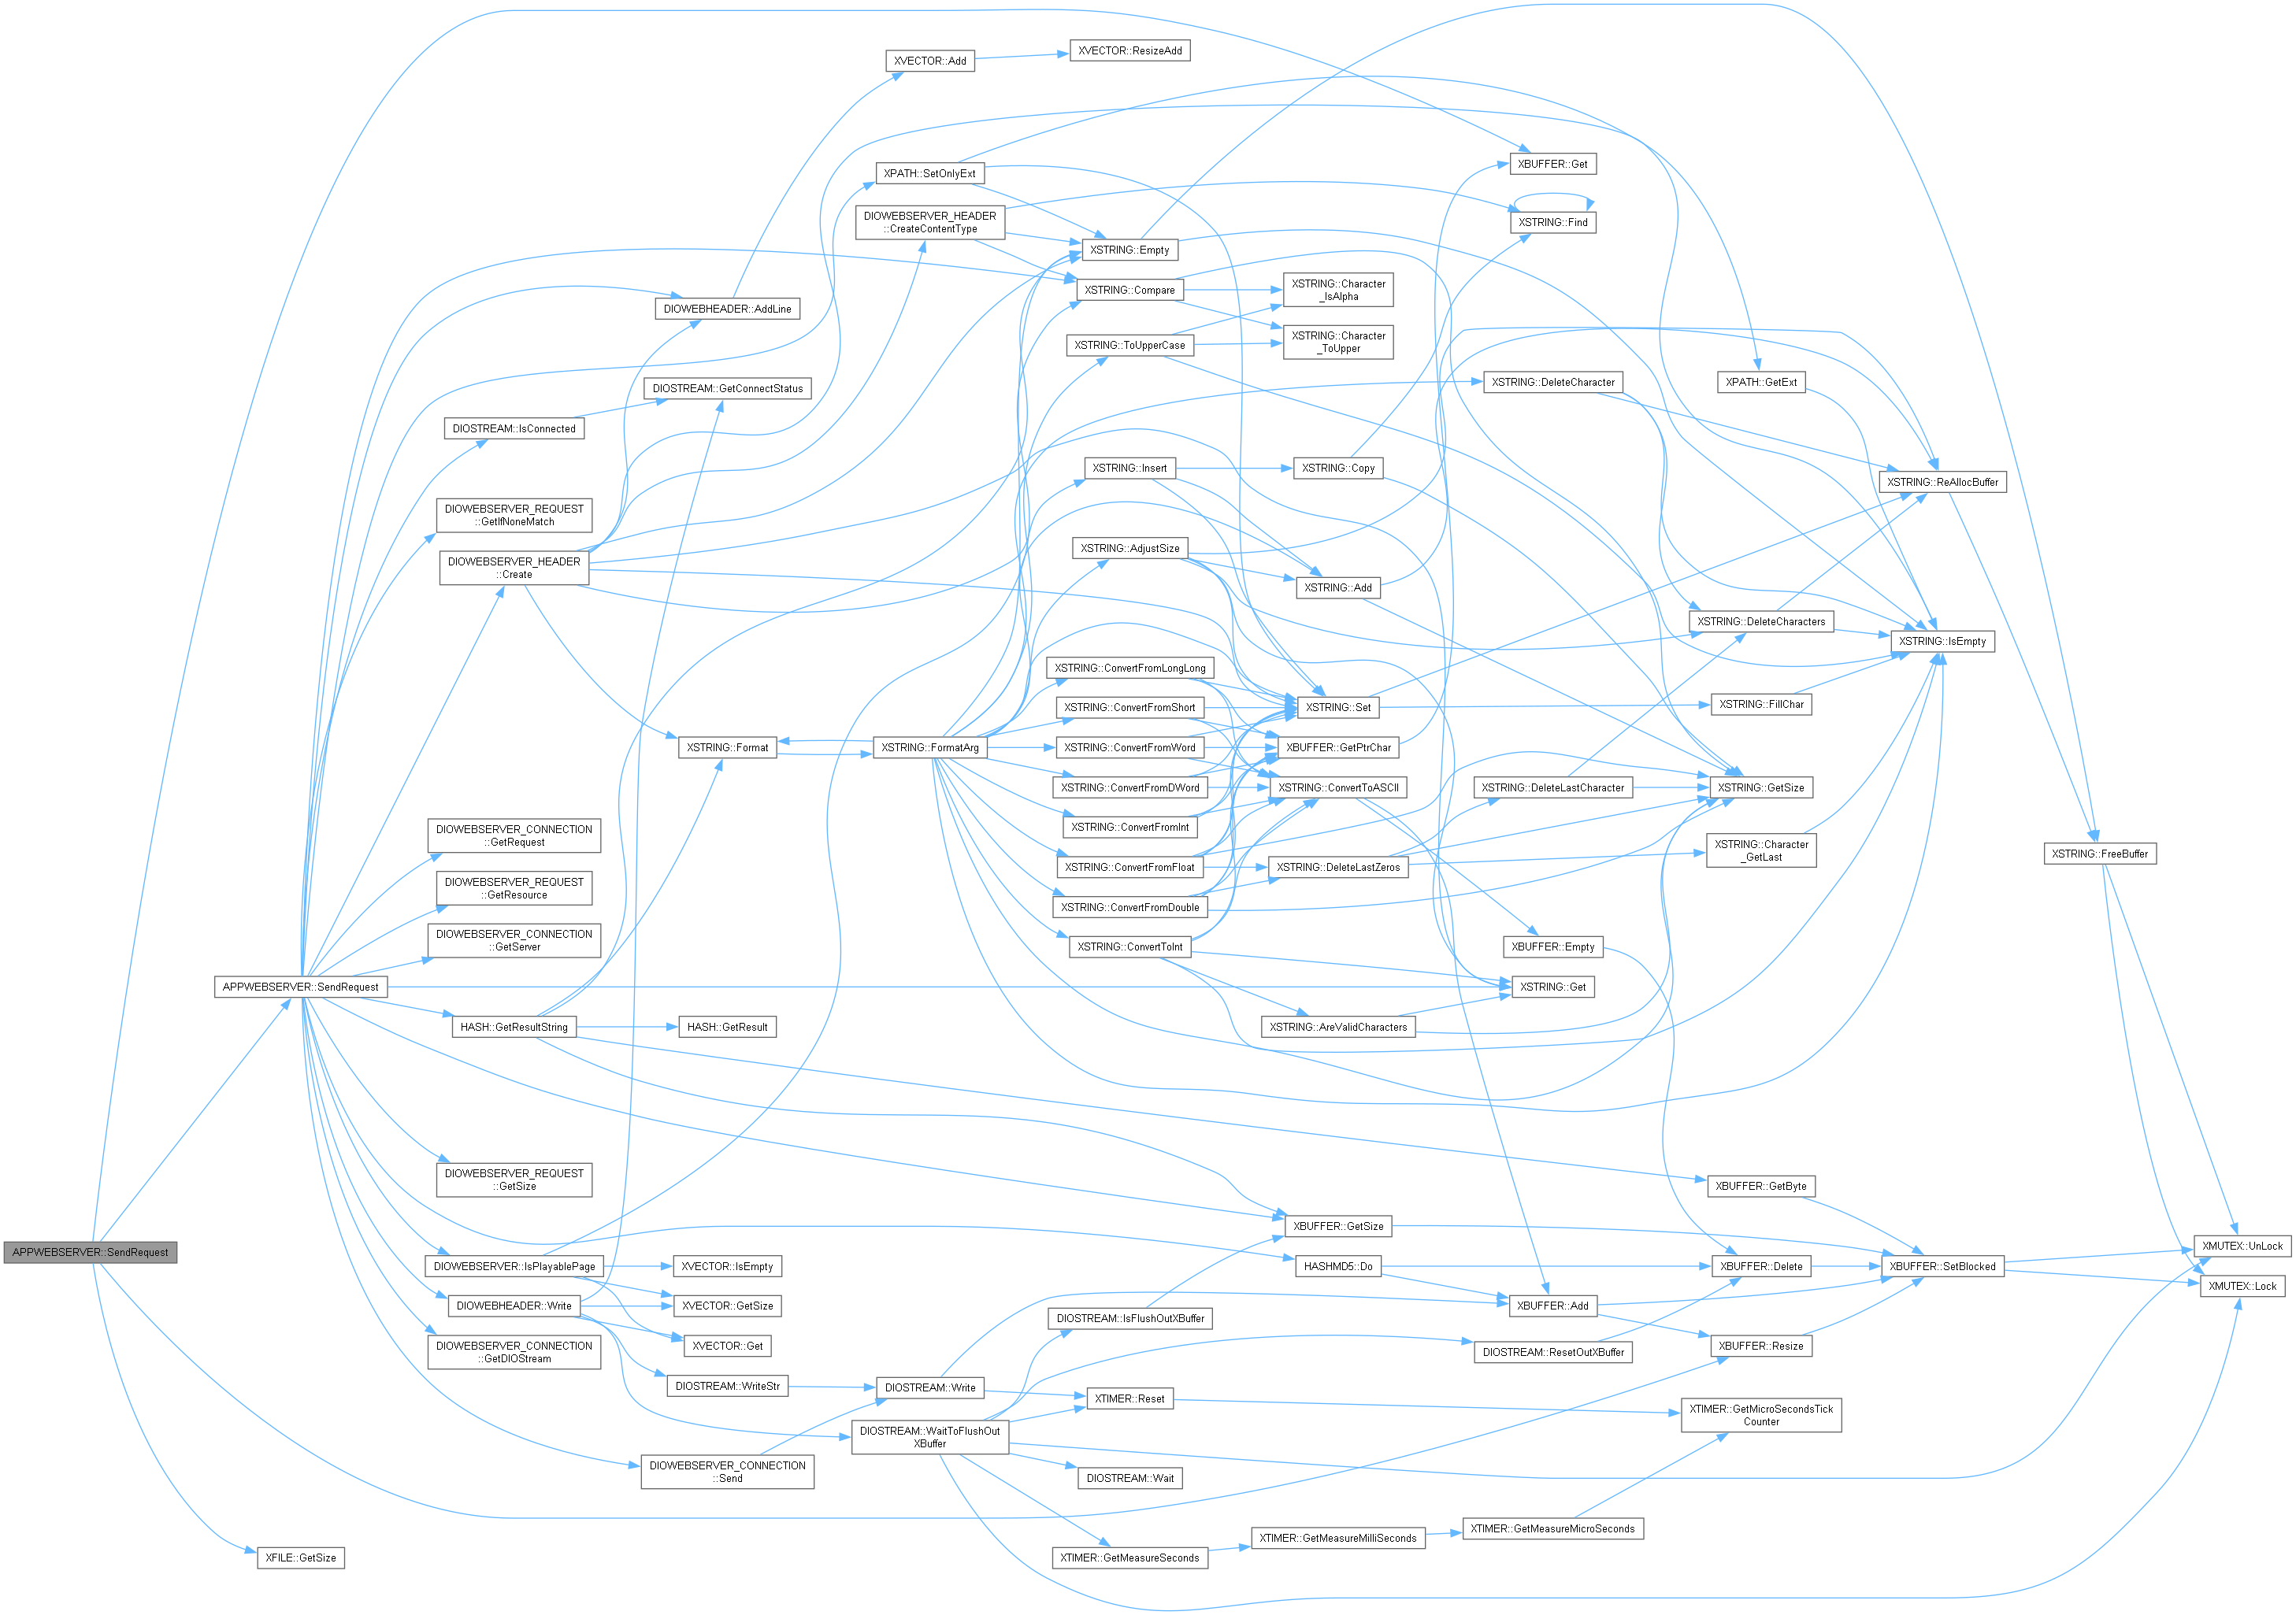 APPWEBSERVER::SendRequest
APPWEBSERVER::SendRequest
XFILE::GetSize
DIOSTREAM::IsConnected
DIOWEBSERVER_REQUEST
::GetIfNoneMatch
DIOWEBSERVER_HEADER
::Create
DIOWEBSERVER_CONNECTION
::GetRequest
DIOWEBSERVER_REQUEST
::GetResource
DIOWEBSERVER_CONNECTION
::GetServer
HASH::GetResultString
DIOWEBSERVER_REQUEST
::GetSize
DIOWEBSERVER::IsPlayablePage
DIOWEBHEADER::Write
DIOWEBSERVER_CONNECTION
::GetDIOStream
DIOWEBHEADER::AddLine
DIOSTREAM::GetConnectStatus
XSTRING::Format
HASH::GetResult
XVECTOR::IsEmpty
XVECTOR::GetSize
XVECTOR::Get
DIOSTREAM::WriteStr
DIOWEBSERVER_CONNECTION
::Send
XVECTOR::Add
XPATH::SetOnlyExt
DIOWEBSERVER_HEADER
::CreateContentType
XSTRING::FormatArg
DIOSTREAM::Write
DIOSTREAM::WaitToFlushOut
XBuffer
XVECTOR::ResizeAdd
XSTRING::Empty
XSTRING::Compare
XSTRING::ToUpperCase
XSTRING::Insert
XSTRING::AdjustSize
XSTRING::ConvertFromLongLong
XSTRING::ConvertFromShort
XSTRING::ConvertFromWord
XSTRING::ConvertFromDWord
XSTRING::ConvertFromInt
XSTRING::ConvertFromFloat
XSTRING::ConvertFromDouble
XSTRING::ConvertToInt
DIOSTREAM::IsFlushOutXBuffer
XTIMER::Reset
DIOSTREAM::Wait
XTIMER::GetMeasureSeconds
XSTRING::Character
_IsAlpha
XSTRING::Character
_ToUpper
XSTRING::Copy
XSTRING::Add
XSTRING::Set
XBUFFER::GetPtrChar
XSTRING::ConvertToASCII
XSTRING::DeleteLastZeros
XSTRING::AreValidCharacters
XBUFFER::GetSize
HASHMD5::Do
XTIMER::GetMeasureMilliSeconds
XBUFFER::Get
XSTRING::Find
XSTRING::DeleteCharacter
XSTRING::DeleteLastCharacter
XBUFFER::Empty
XSTRING::Get
XBUFFER::Add
DIOSTREAM::ResetOutXBuffer
XTIMER::GetMeasureMicroSeconds
XPATH::GetExt
XSTRING::DeleteCharacters
XSTRING::FillChar
XSTRING::GetSize
XSTRING::Character
_GetLast
XBUFFER::GetByte
XBUFFER::Delete
XBUFFER::Resize
XTIMER::GetMicroSecondsTick
Counter
XSTRING::ReAllocBuffer
XSTRING::IsEmpty
XBUFFER::SetBlocked
XSTRING::FreeBuffer
XMUTEX::UnLock
XMUTEX::Lock